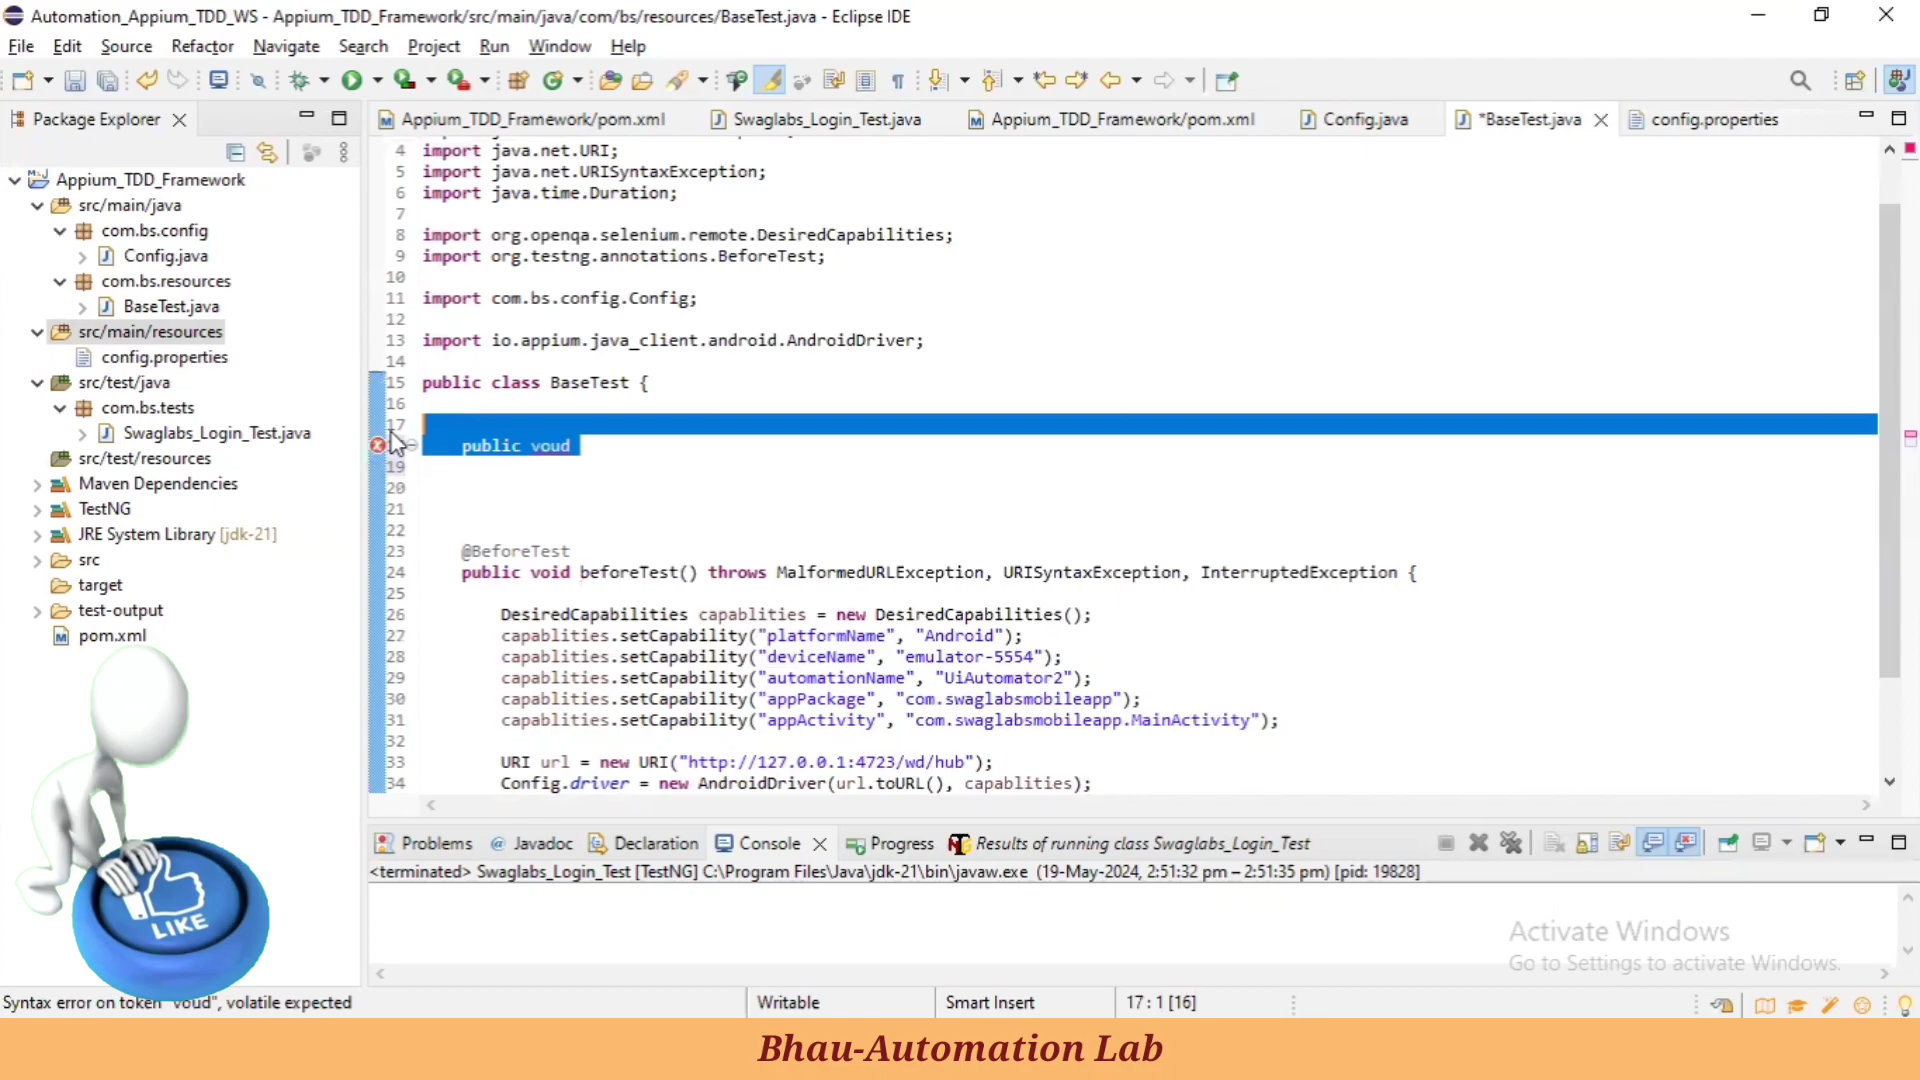 Automation_Appium_TDD_WS - Appium_TDD_Framework/src/main/java/com/bs/resources/BaseTest.java - Eclipse IDE
File Edit Source Refactor Navigate Search Project Run Window Help
Package Explorer
Appium_TDD_Framework/pom.xml Swaglabs_Login_Test.java Appium_TDD_Framework/pom.xml Config.java *BaseTest.java config.properties
Appium_TDD_Framework
src/main/java
com.bs.config
Config.java
com.bs.resources
BaseTest.java
src/main/resources
config.properties
src/test/java
com.bs.tests
Swaglabs_Login_Test.java
src/test/resources
Maven Dependencies
TestNG
JRE System Library [jdk-21]
src
target
test-output
pom.xml
4 import java.net.URI;
5 import java.net.URISyntaxException;
6 import java.time.Duration;
7
8 import org.openqa.selenium.remote.DesiredCapabilities;
9 import org.testng.annotations.BeforeTest;
10
11 import com.bs.config.Config;
12
13 import io.appium.java_client.android.AndroidDriver;
14
15 public class BaseTest {
16
17
public voud
19
20
21
22
23 @BeforeTest
24 public void beforeTest() throws MalformedURLException, URISyntaxException, InterruptedException {
25
26 DesiredCapabilities capablities = new DesiredCapabilities();
27 capablities.setCapability("platformName", "Android");
28 capablities.setCapability("deviceName", "emulator-5554");
29 capablities.setCapability("automationName", "UiAutomator2");
30 capablities.setCapability("appPackage", "com.swaglabsmobileapp");
31 capablities.setCapability("appActivity", "com.swaglabsmobileapp.MainActivity");
32
33 URI url = new URI("http://127.0.0.1:4723/wd/hub");
34 Config.driver = new AndroidDriver(url.toURL(), capablities);
Problems Javadoc Declaration Console Progress Results of running class Swaglabs_Login_Test
<terminated> Swaglabs_Login_Test [TestNG] C:\Program Files\Java\jdk-21\bin\javaw.exe (19-May-2024, 2:51:32 pm – 2:51:35 pm) [pid: 19828]
LIKE
Activate Windows
Go to Settings to activate Windows.
Syntax error on token "voud", volatile expected Writable Smart Insert 17 : 1 [16]
Bhau-Automation Lab